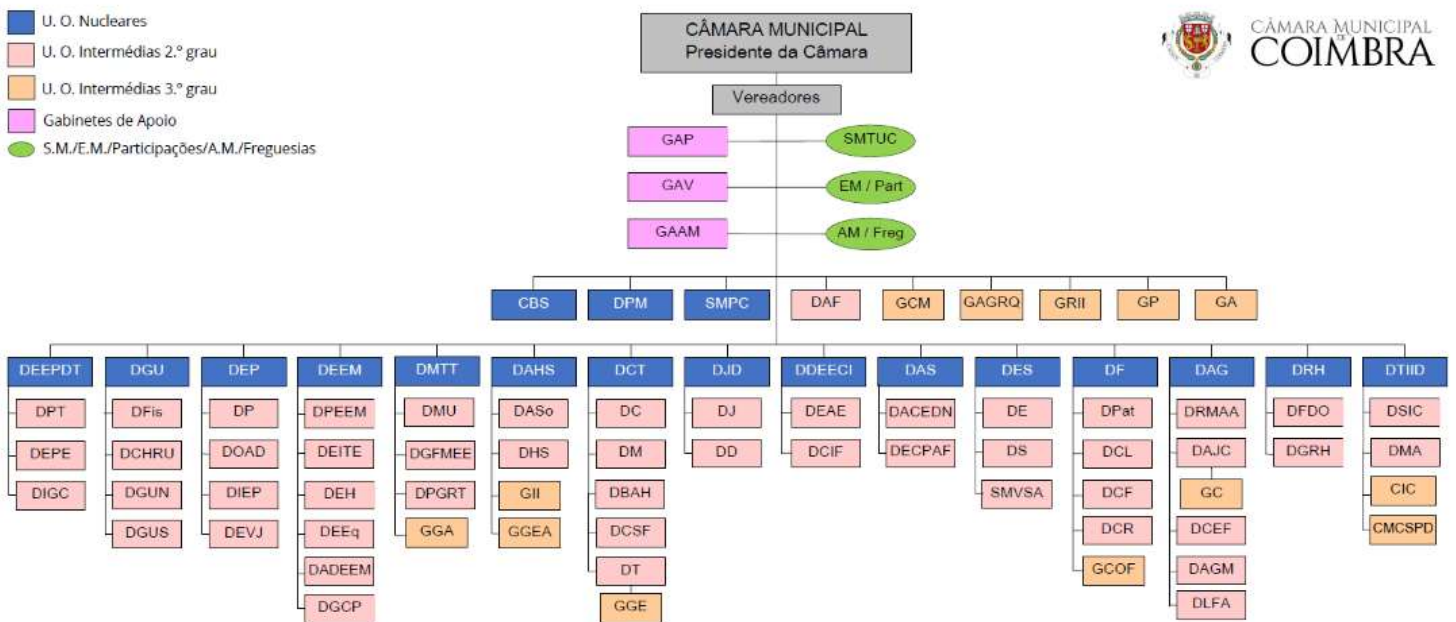 U. O. Nucleares
U. O. Intermédias 2.º grau
U. O. Intermédias 3.º grau
Gabinetes de Apoio
S.M./E.M./Participações/A.M./Freguesias
CÂMARA MUNICIPAL
Presidente da Câmara
Vereadores
CÂMARA MUNICIPAL
DE
COIMBRA
GAP
SMTUC
GAV
EM / Part
GAAM
AM / Freg
CBS
DPM
SMPC
DAF
GCM
GAGRQ
GRII
GP
GA
DEEPDT
DPT
DEPE
DIGC
DGU
DFis
DCHRU
DGUN
DGUS
DEP
DP
DOAD
DIEP
DEVJ
DEEM
DPEEM
DEITE
DEH
DEEq
DADEEM
DGCP
DMTT
DMU
DGFMEE
DPGRT
GGA
DAHS
DASo
DHS
GII
GGEA
DCT
DC
DM
DBAH
DCSF
DT
GGE
DJD
DJ
DD
DDEECI
DEAE
DCIF
DAS
DACEDN
DECPAF
DES
DE
DS
SMVSA
DF
DPat
DCL
DCF
DCR
GCOF
DAG
DRMAA
DAJC
GC
DCEF
DAGM
DLFA
DRH
DFDO
DGRH
DTIID
DSIC
DMA
CIC
CMCSPD